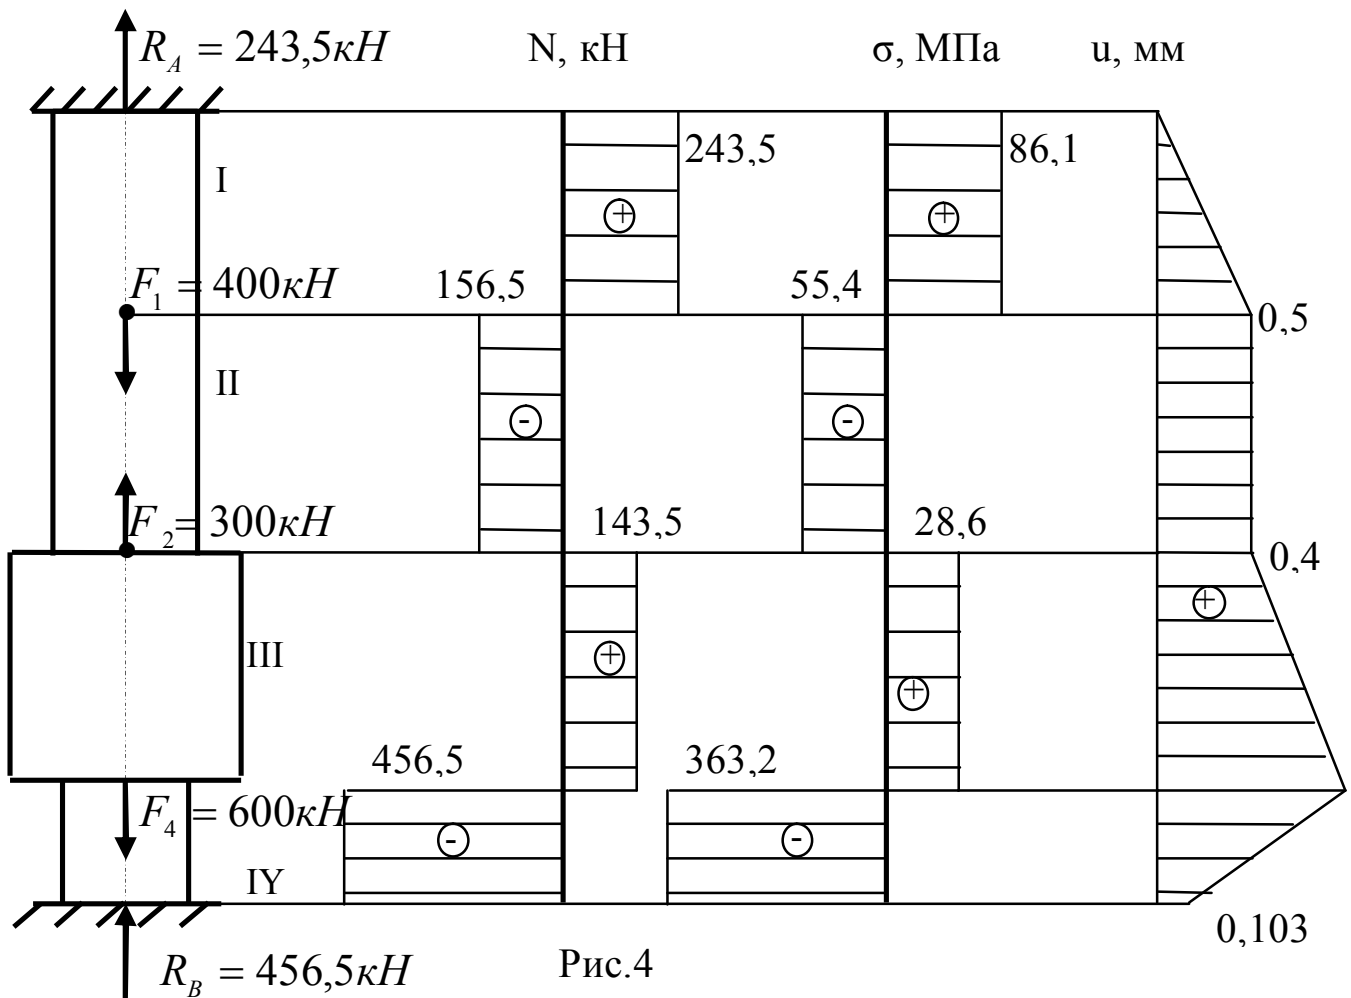 R_A = 243,5кН N, кН σ, МПа u, мм
243,5 86,1
I
+ +
F_1 = 400кН 156,5 55,4
0,5
II
- -
F_2 = 300кН 143,5 28,6
0,4
+
III + +
456,5 363,2
F_4 = 600кН - -
IY
0,103
R_B = 456,5кН Рис.4